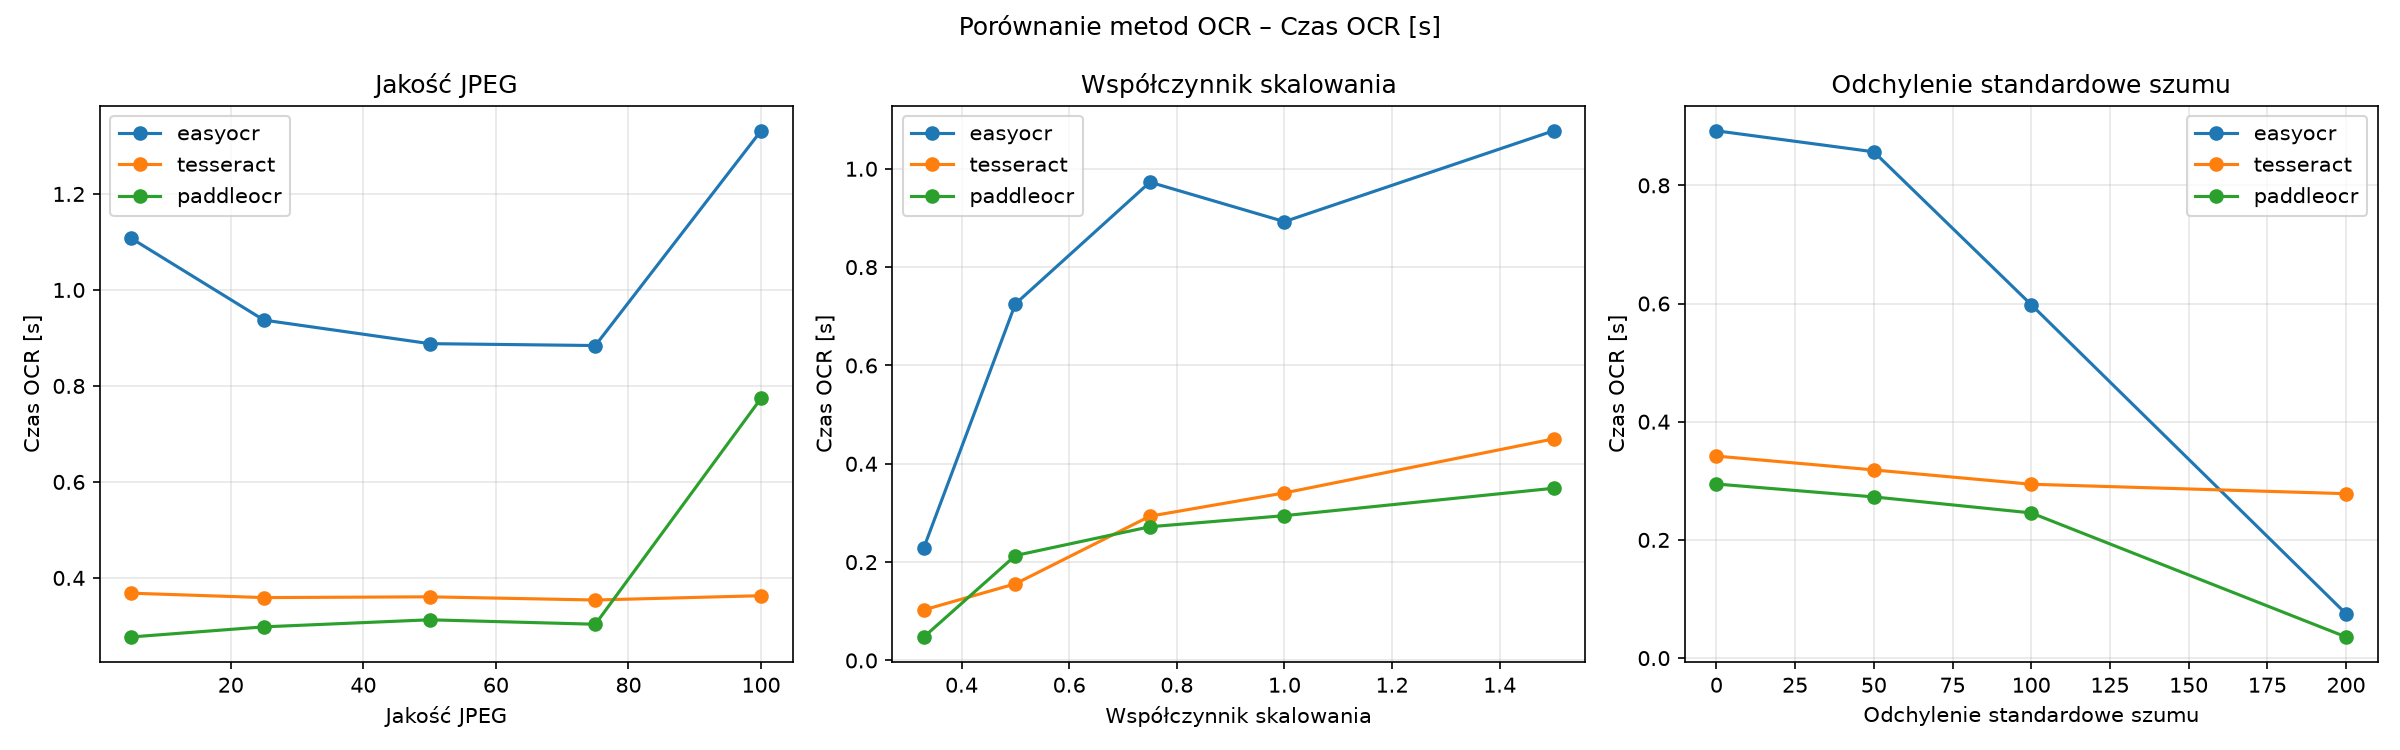 Porównanie metod OCR – Czas OCR [s]
Jakość JPEG
easyocr
tesseract
paddleocr
1.2
1.0
0.8
0.6
0.4
Czas OCR [s]
20 40 60 80 100
Jakość JPEG
Współczynnik skalowania
easyocr
tesseract
paddleocr
1.0
0.8
0.6
0.4
0.2
0.0
Czas OCR [s]
0.4 0.6 0.8 1.0 1.2 1.4
Współczynnik skalowania
Odchylenie standardowe szumu
easyocr
tesseract
paddleocr
0.8
0.6
0.4
0.2
0.0
Czas OCR [s]
0 25 50 75 100 125 150 175 200
Odchylenie standardowe szumu